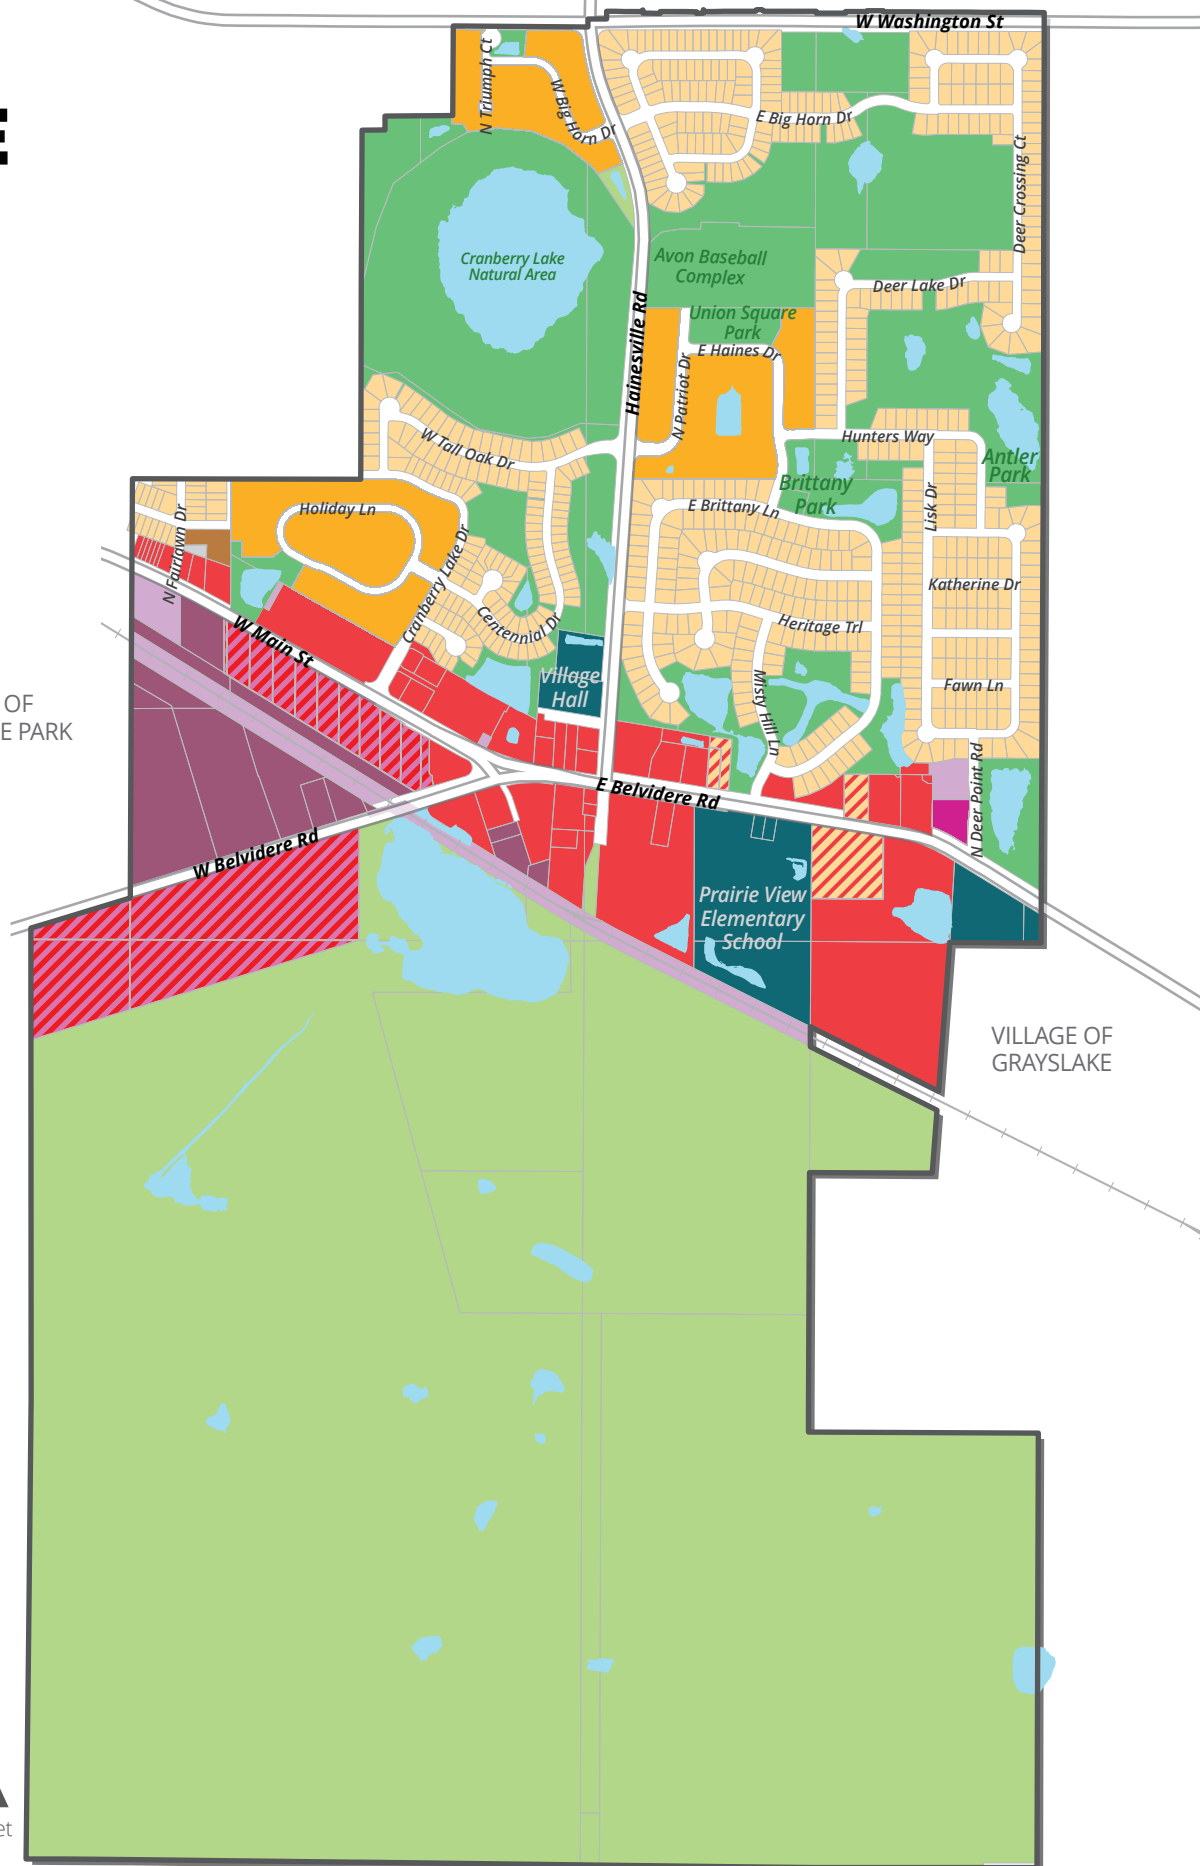 W Washington St
N Triumph Ct
W Big Horn Dr
E Big Horn Dr
Deer Crossing Ct
Cranberry Lake
Natural Area
Avon Baseball
Complex
Deer Lake Dr
Union Square
Park
E Haines Dr
Hainesville Rd
N Patriot Dr
W Tall Oak Dr
Hunters Way
Antler
Park
Brittany
Park
Lisk Dr
Holiday Ln
E Brittany Ln
N Fairlawn Dr
Cranberry Lake Dr
Katherine Dr
Centennial Dr
Heritage Trl
W Main St
Village
Hall
Misty Hill Ln
Fawn Ln
OF
E PARK
E Belvidere Rd
N Deer Point Rd
W Belvidere Rd
Prairie View
Elementary
School
VILLAGE OF
GRAYSLAKE
E
et